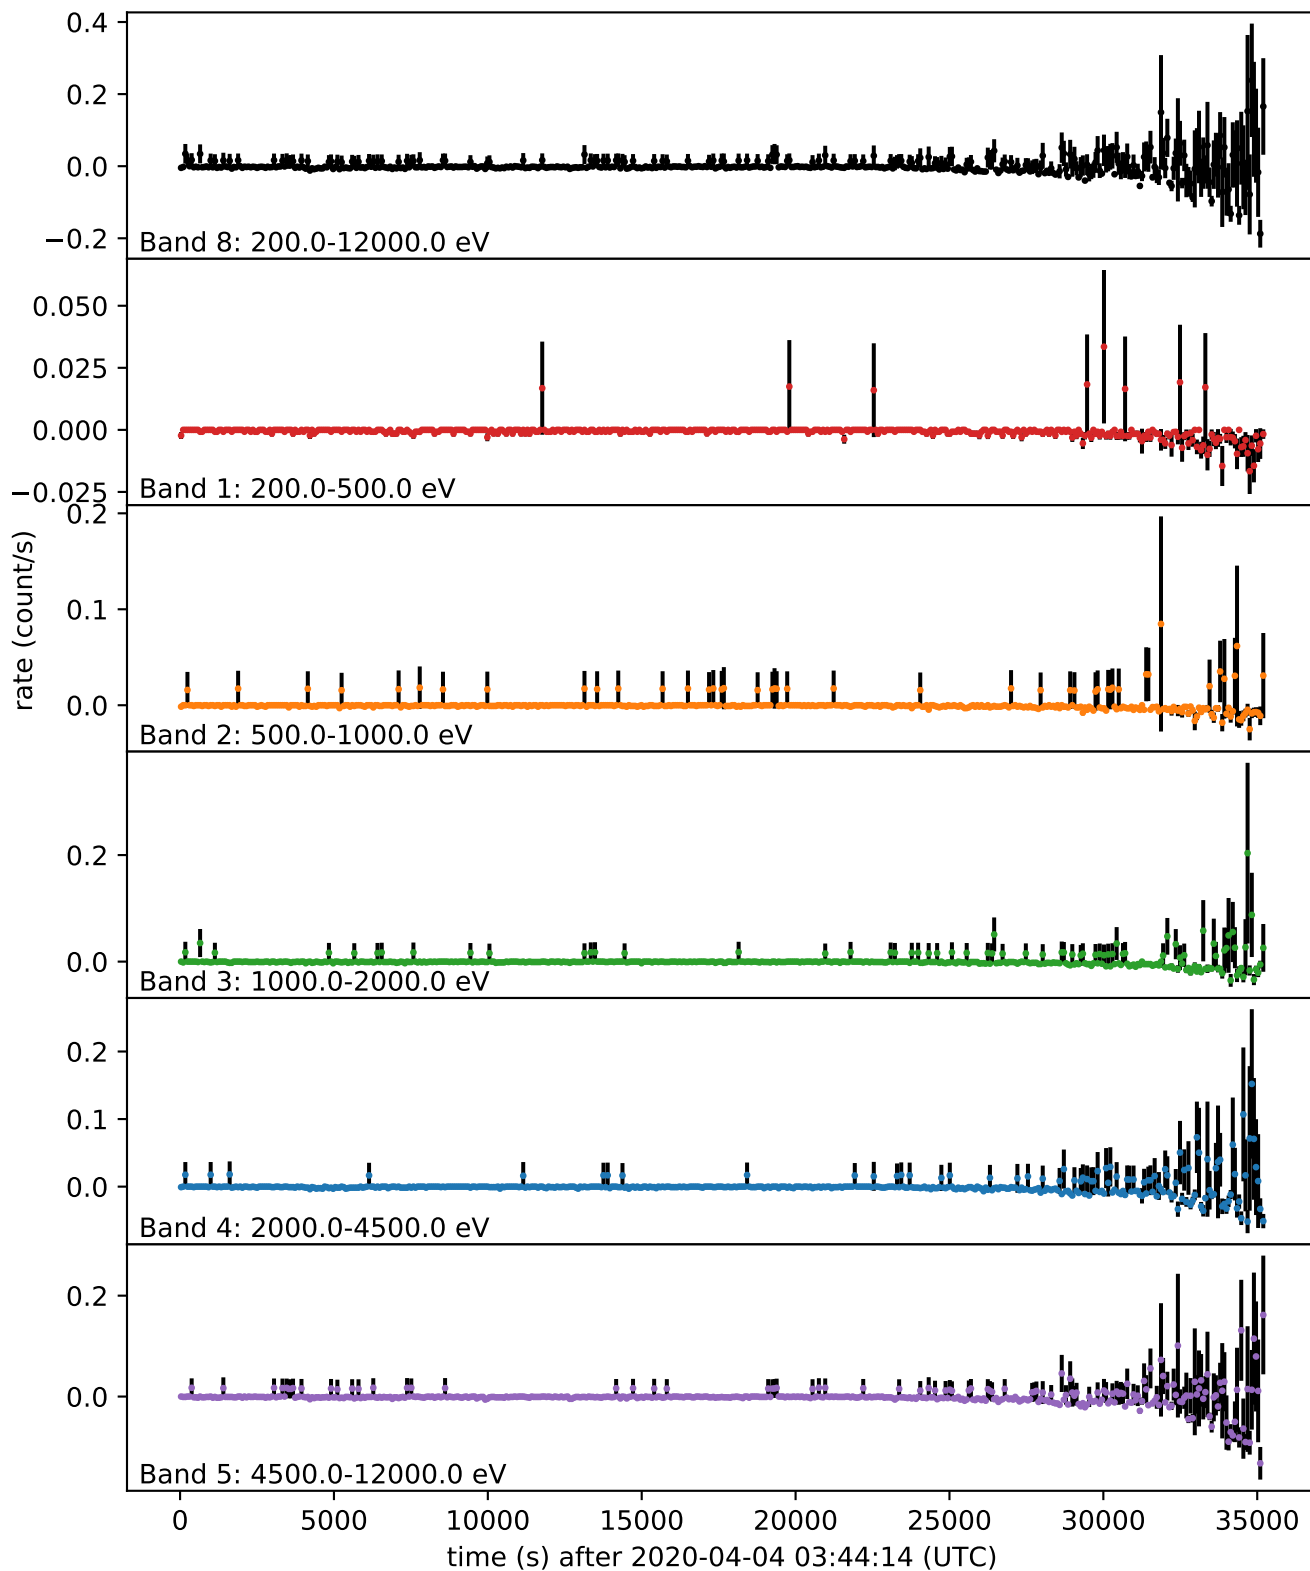 0.4
0.2
0.0
−0.2
Band 8: 200.0-12000.0 eV
0.050
0.025
0.000
−0.025
Band 1: 200.0-500.0 eV
0.2
0.1
0.0
Band 2: 500.0-1000.0 eV
rate (count/s)
0.2
0.0
Band 3: 1000.0-2000.0 eV
0.2
0.1
0.0
Band 4: 2000.0-4500.0 eV
0.2
0.0
Band 5: 4500.0-12000.0 eV
0 5000 10000 15000 20000 25000 30000 35000
time (s) after 2020-04-04 03:44:14 (UTC)